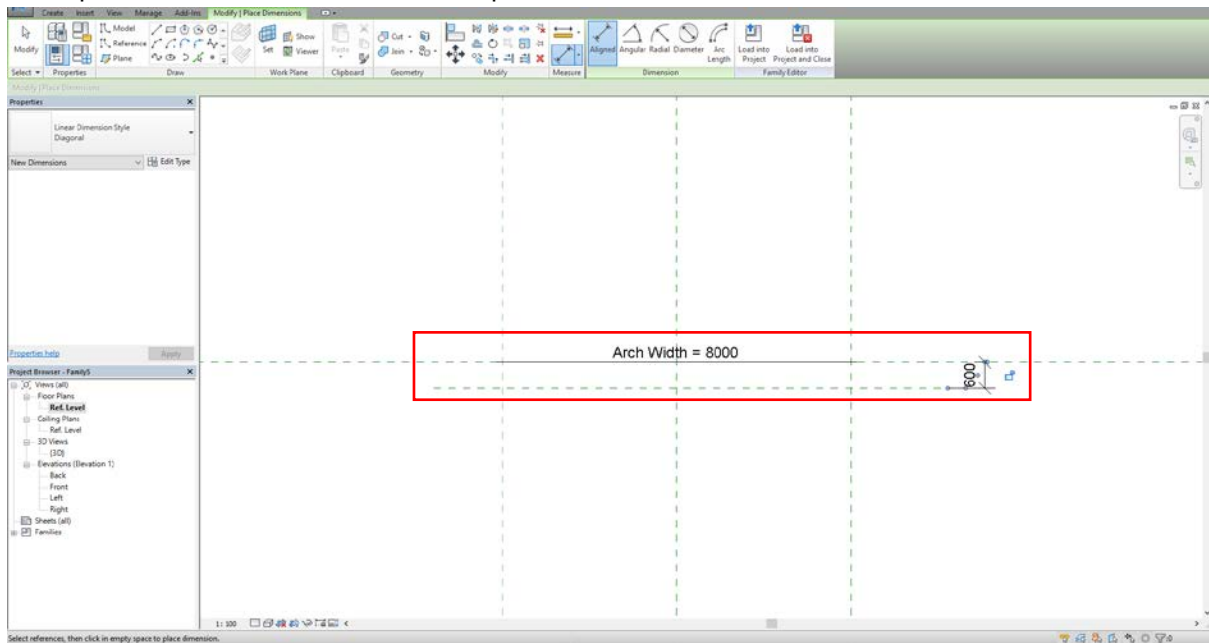 Create Insert View Manage Add-Ins Modify | Place Dimensions
Modify
Model
Reference
Plane
Set
Show
Viewer
Paste
Cut
Join
Aligned Angular Radial Diameter Arc Length
Load into Project
Load into Project and Close
Select Properties Draw Work Plane Clipboard Geometry Modify Measure Dimension Family Editor
Modify | Place Dimensions
Properties
Linear Dimension Style
Diagonal
New Dimensions Edit Type
Arch Width = 8000
600
Properties help Apply
Project Browser - Family5
Views (all)
Floor Plans
Ref. Level
Ceiling Plans
Ref. Level
3D Views
{3D}
Elevations (Elevation 1)
Back
Front
Left
Right
Sheets (all)
Families
1 : 100
Select references, then click in empty space to place dimension.
:0